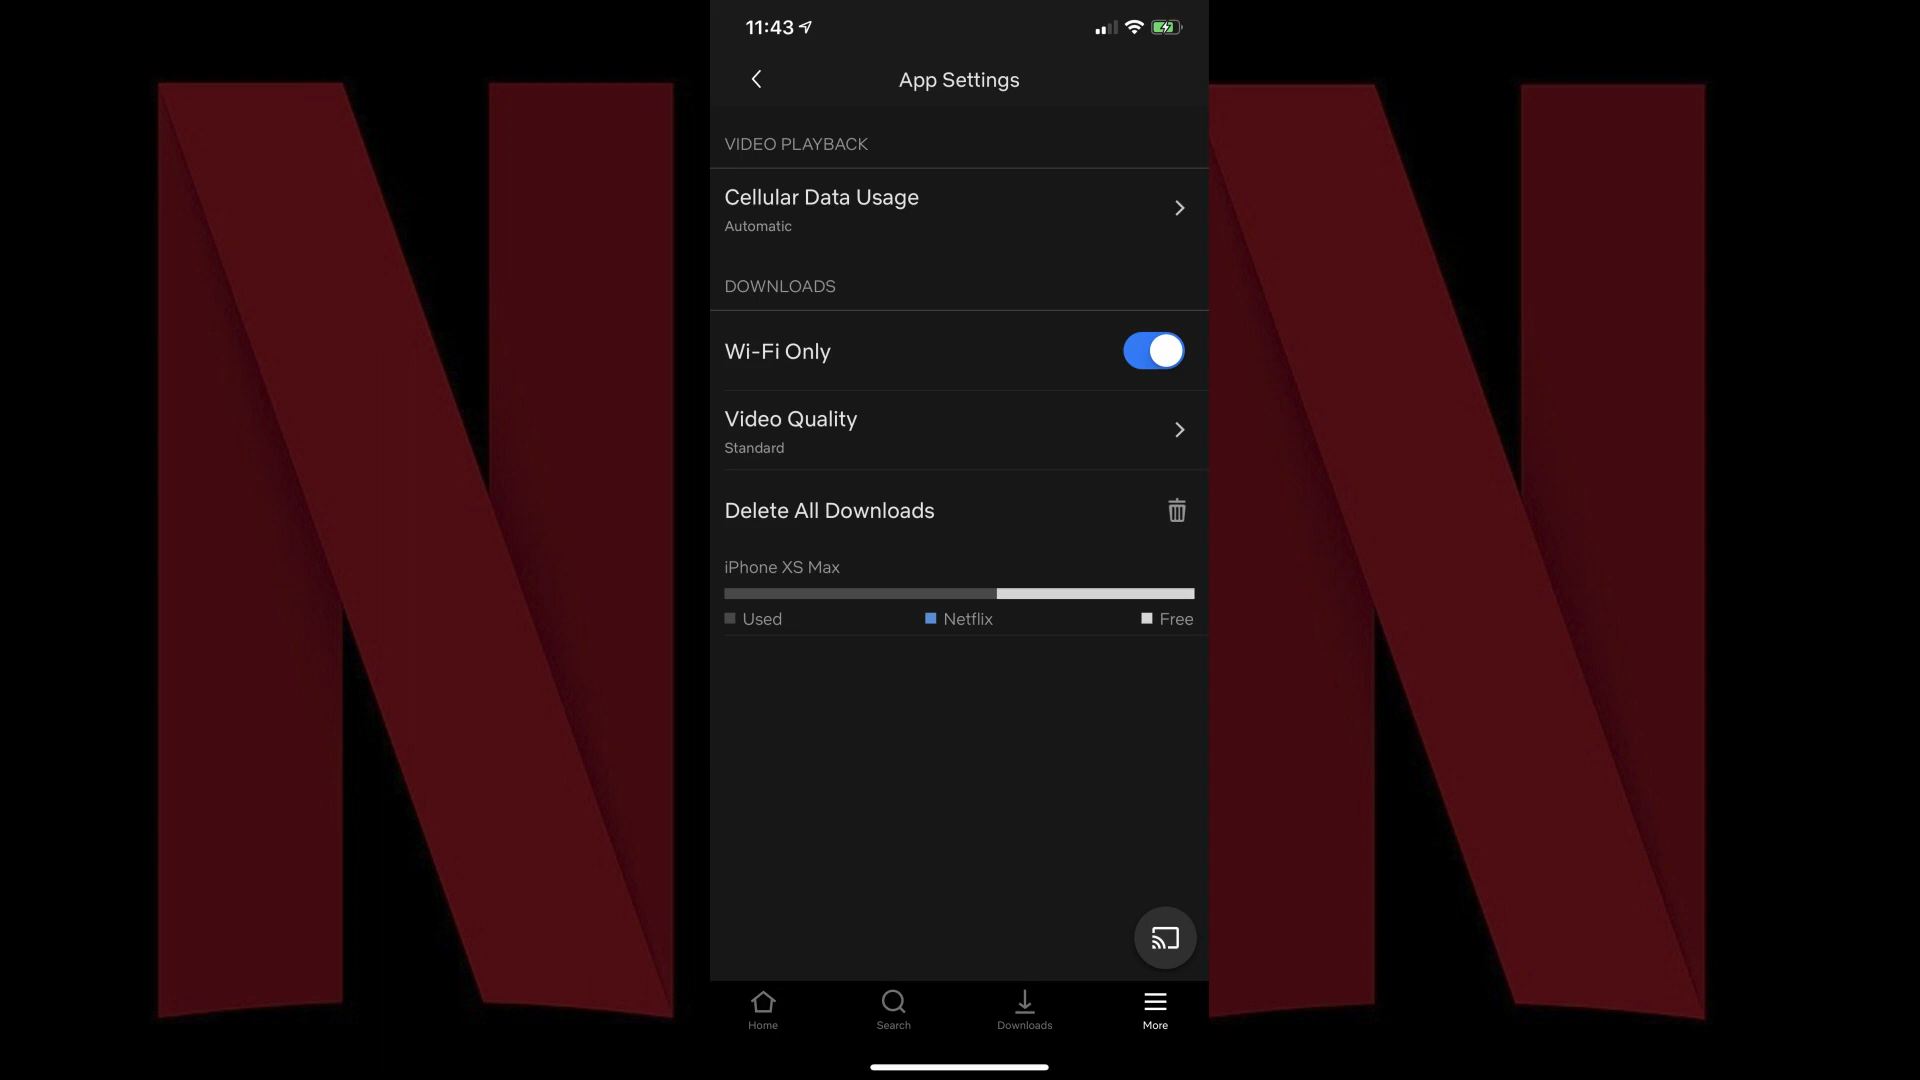 11:43
App Settings
VIDEO PLAYBACK
Cellular Data Usage
Automatic
DOWNLOADS
Wi-Fi Only
Video Quality
Standard
Delete All Downloads
iPhone XS Max
Used Netflix Free
Home Search Downloads More